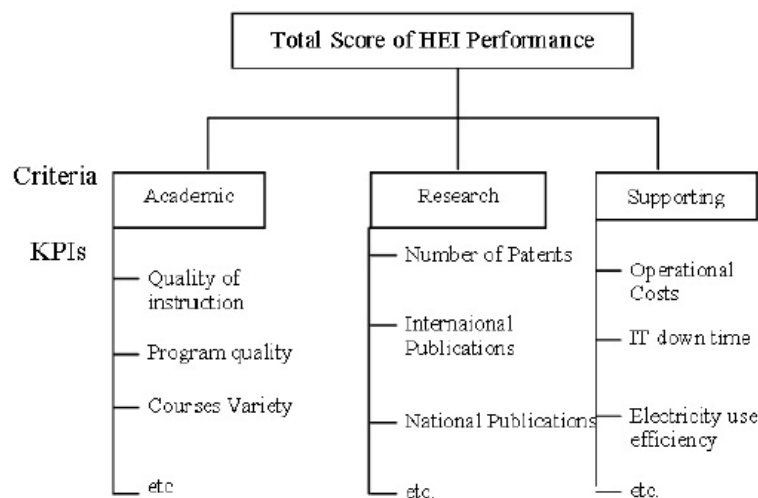 Total Score of HEI Performance
Criteria
Academic
Research
Supporting
KPIs
Quality of
instruction
Program quality
Courses Variety
etc
Number of Patents
Internaional
Publications
National Publications
etc.
Operational
Costs
IT down time
Electricity use
efficiency
etc.